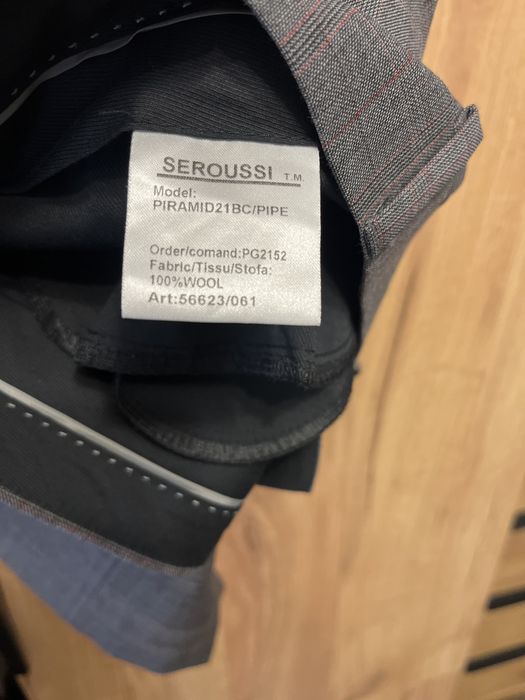 SEROUSSI T.M.
Model:
PIRAMID21BC/PIPE
Order/comand:PG2152
Fabric/Tissu/Stofa:
100%WOOL
Art:56623/061